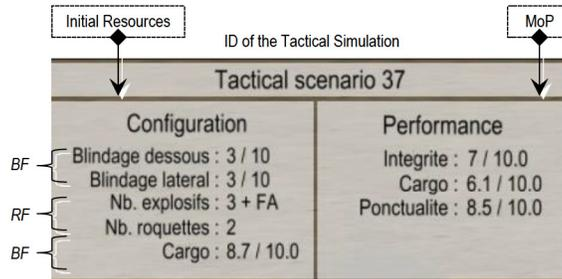 Initial Resources
MoP
ID of the Tactical Simulation
Tactical scenario 37
Configuration
Blindage dessous : 3 / 10
Blindage lateral : 3 / 10
Nb. explosifs : 3 + FA
Nb. roquettes : 2
Cargo : 8.7 / 10.0
BF
RF
BF
Performance
Integrite : 7 / 10.0
Cargo : 6.1 / 10.0
Ponctualite : 8.5 / 10.0